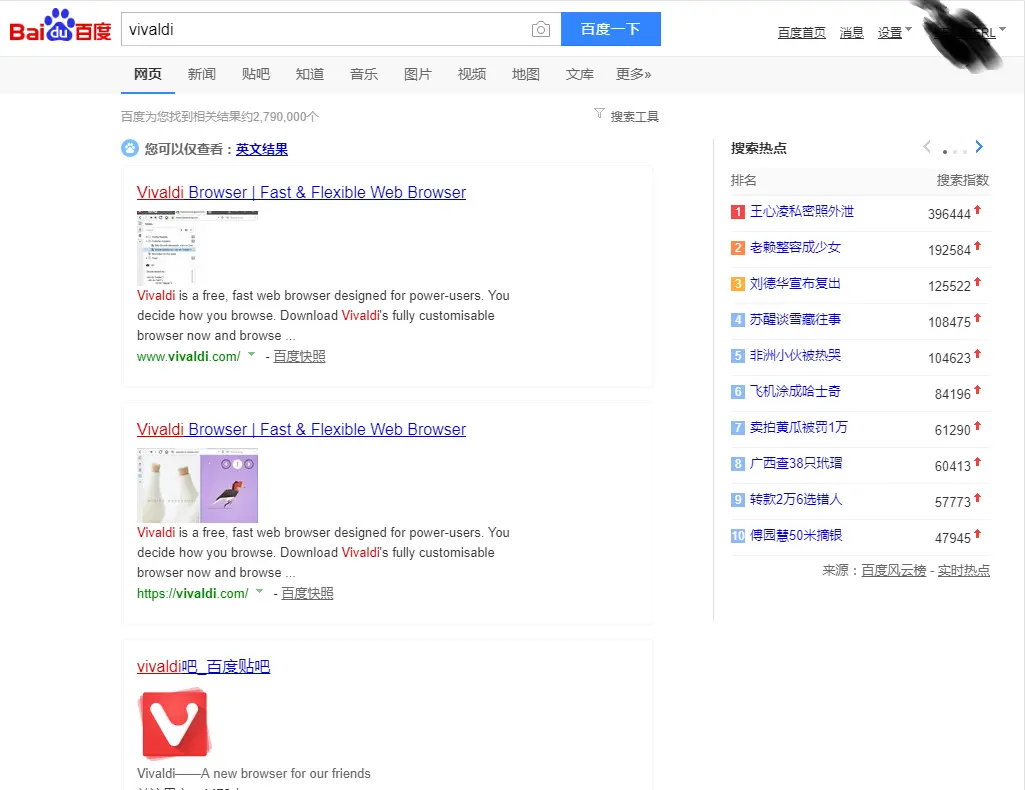 Bai du 百度
vivaldi
百度一下
百度首页 消息 设置
网页 新闻 贴吧 知道 音乐 图片 视频 地图 文库 更多»
百度为您找到相关结果约2,790,000个
搜索工具
您可以仅查看：英文结果
Vivaldi Browser | Fast & Flexible Web Browser
Vivaldi is a free, fast web browser designed for power-users. You
decide how you browse. Download Vivaldi's fully customisable
browser now and browse ...
www.vivaldi.com/ - 百度快照
Vivaldi Browser | Fast & Flexible Web Browser
Vivaldi is a free, fast web browser designed for power-users. You
decide how you browse. Download Vivaldi's fully customisable
browser now and browse ...
https://vivaldi.com/ - 百度快照
vivaldi吧_百度贴吧
Vivaldi——A new browser for our friends
搜索热点
排名 搜索指数
1 王心凌私密照外泄 396444
2 老赖整容成少女 192584
3 刘德华宣布复出 125522
4 苏醒谈雪藏往事 108475
5 非洲小伙被热哭 104623
6 飞机涂成哈士奇 84196
7 卖拍黄瓜被罚1万 61290
8 广西查38只玳瑁 60413
9 转款2万6选错人 57773
10 傅园慧50米摘银 47945
来源：百度风云榜 - 实时热点